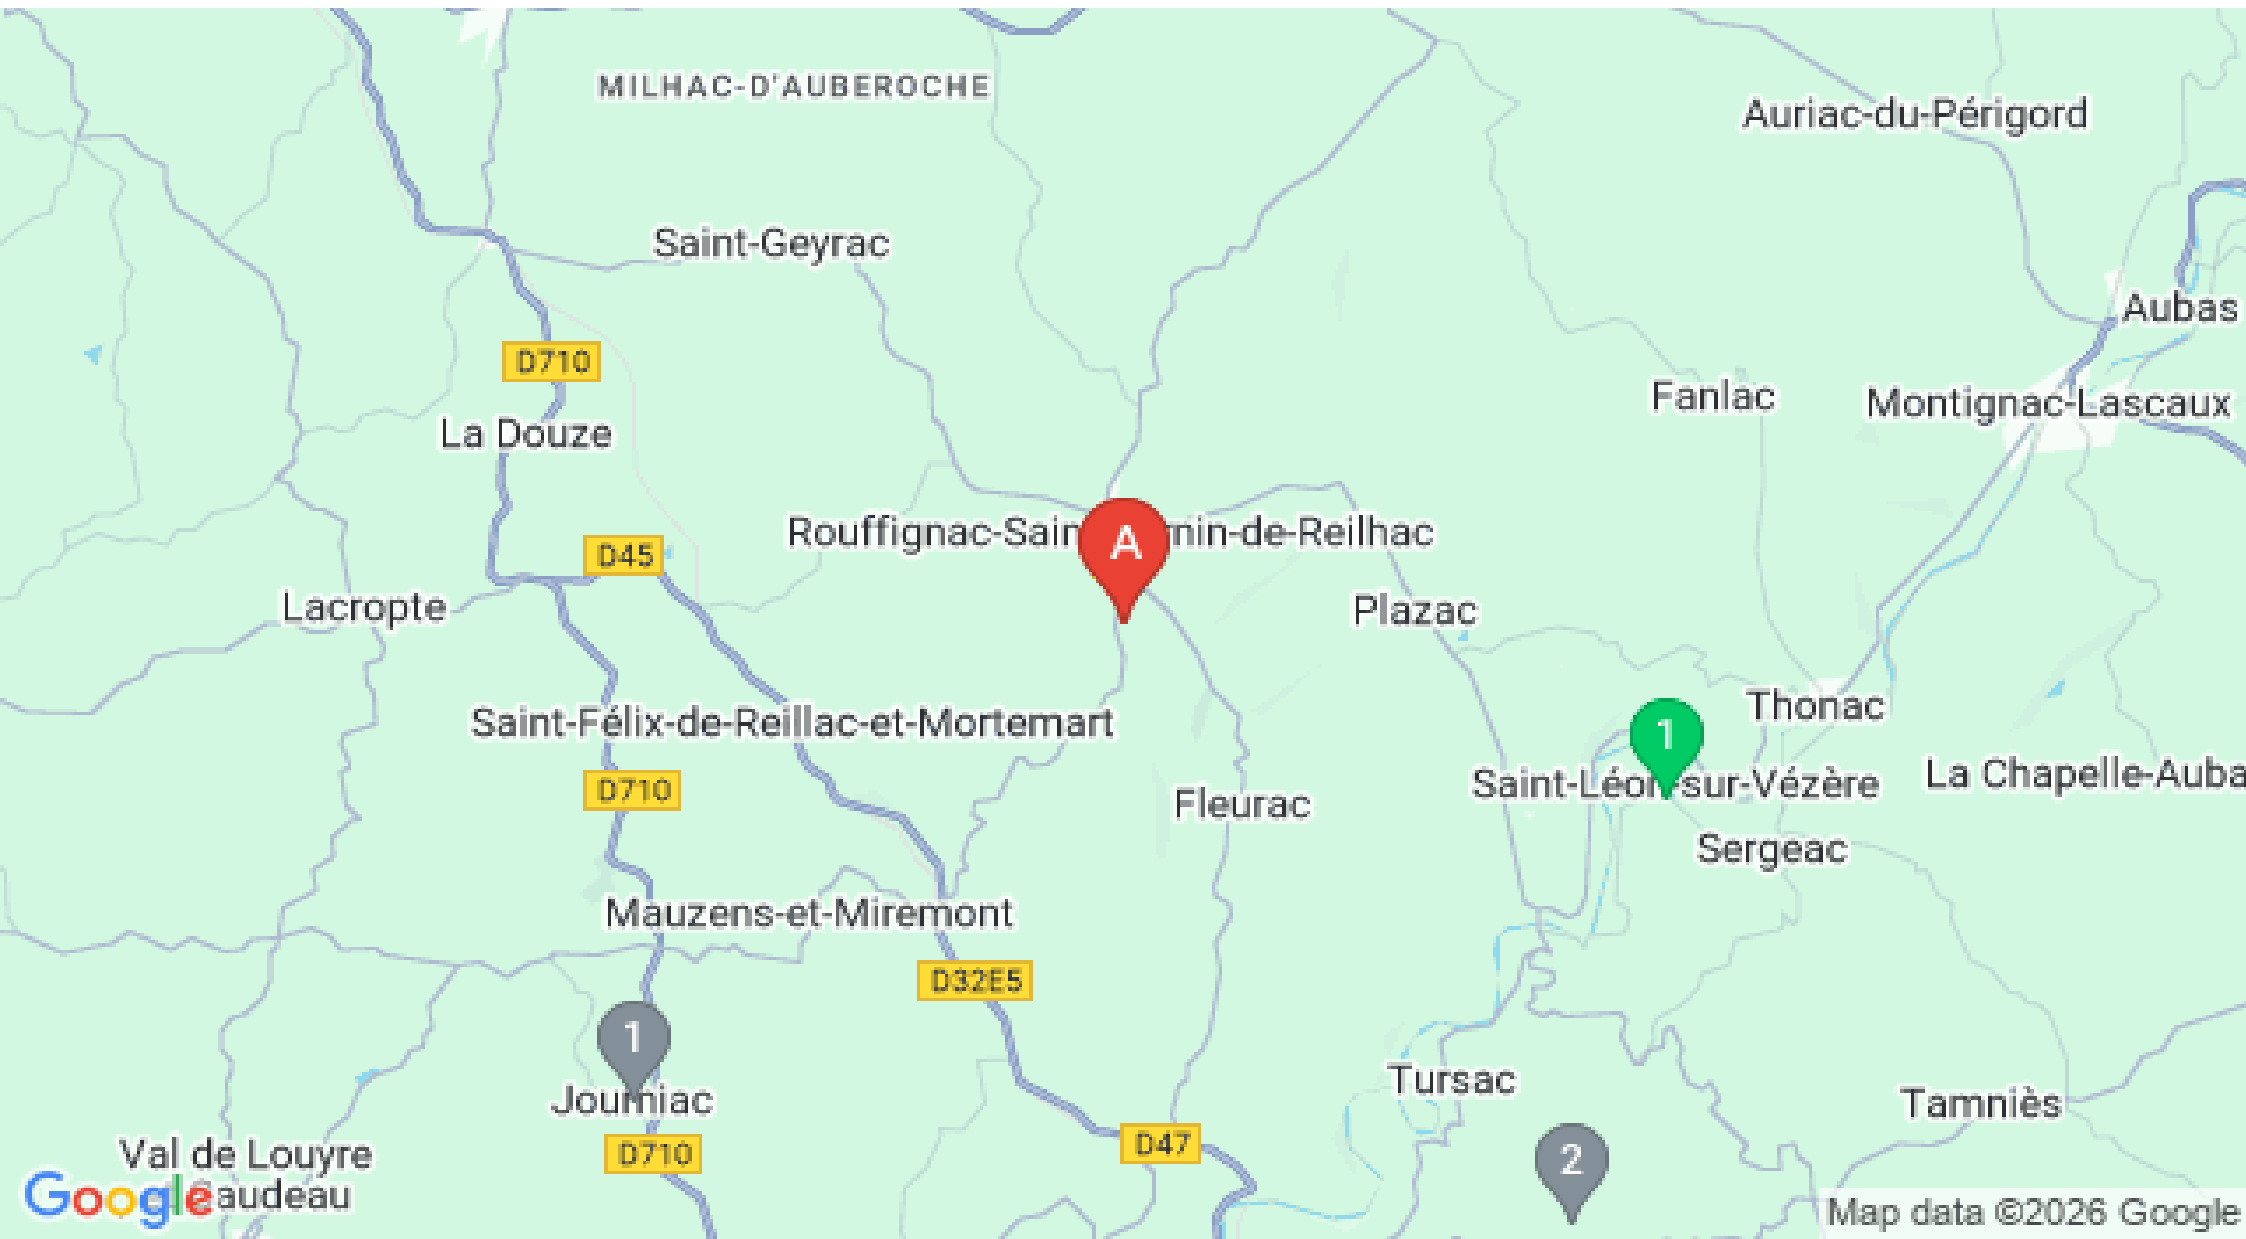 MILHAC-D'AUBEROCHE
Auriac-du-Périgord
Saint-Geyrac
Aubas
D710
Fanlac
Montignac-Lascaux
La Douze
A
Rouffignac-Sain
nin-de-Reilhac
D45
Lacropte
Plazac
Saint-Félix-de-Reillac-et-Mortemart
Thonac
1
D710
Saint-Léon-sur-Vézère
La Chapelle-Auba
Fleurac
Sergeac
Mauzens-et-Miremont
D32E5
1
Tursac
Journiac
Tamniès
D47
D710
2
Val de Louyre
Google
audeau
Map data ©2026 Google